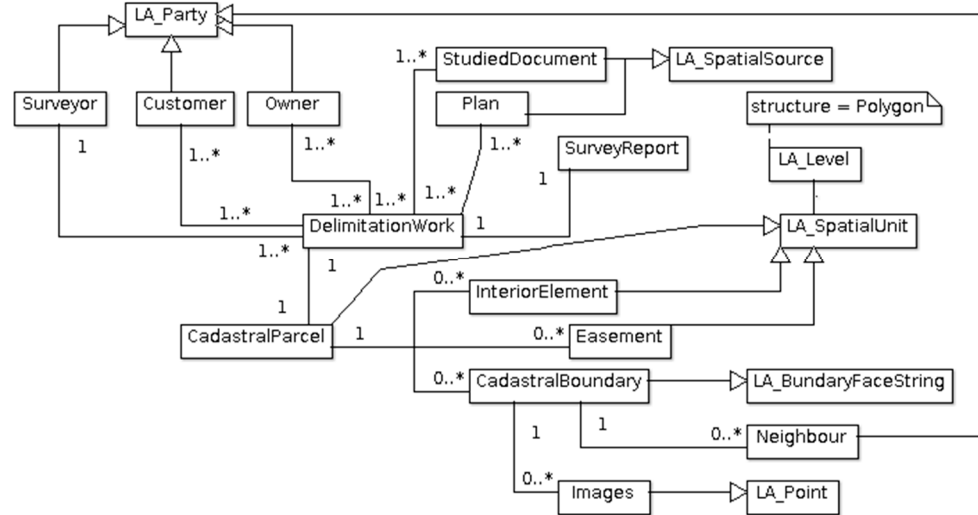 LA_Party
1..* StudiedDocument LA_SpatialSource
Surveyor Customer Owner Plan structure = Polygon
1 1..* 1..* 1..* SurveyReport LA_Level
1
1..* 1..* 1..*
1..* DelimitationWork 1 LA_SpatialUnit
1..* 1
0..* InteriorElement
1
CadastralParcel 1 0..* Easement
0..* CadastralBoundary LA_BundaryFaceString
1 1 0..* Neighbour
0..* Images LA_Point